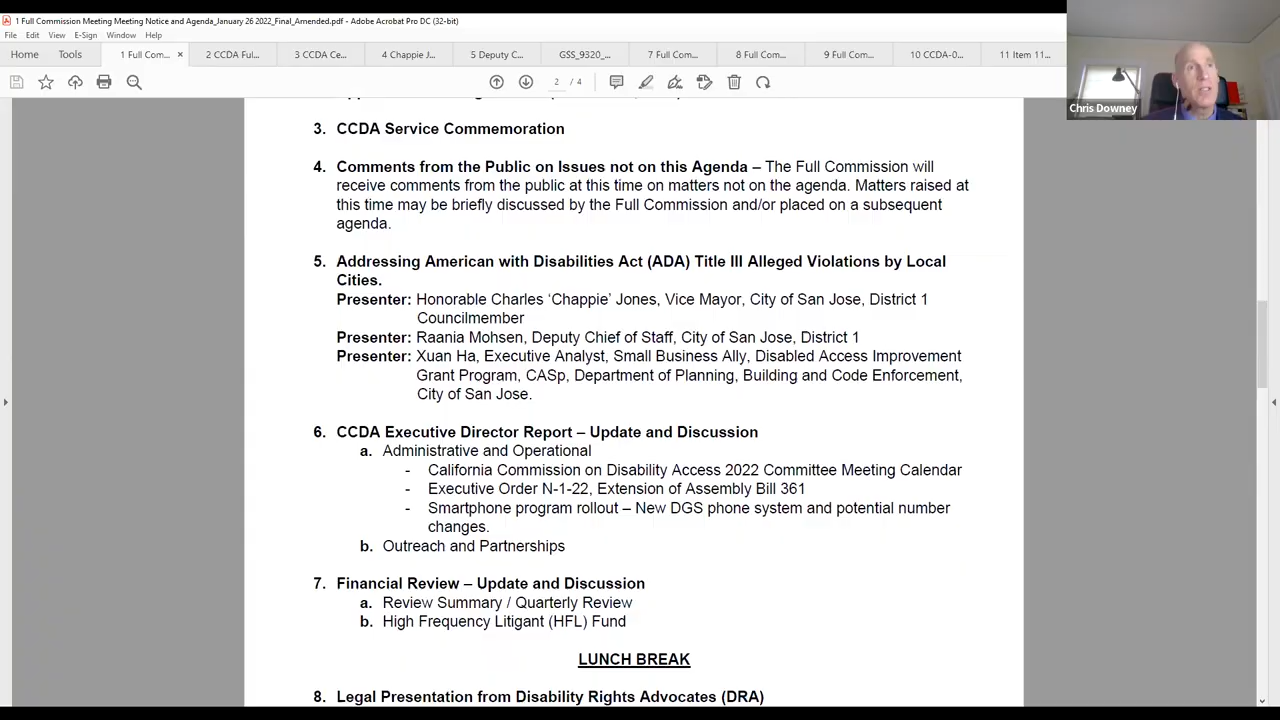 1 Full Commission Meeting Meeting Notice and Agenda_January 26 2022_Final_Amended.pdf - Adobe Acrobat Pro DC (32-bit)
File Edit View E-Sign Window Help
Home Tools 1 Full Com... × 2 CCDA Ful... 3 CCDA Ce... 4 Chappie J... 5 Deputy C... GSS_9320_... 7 Full Com... 8 Full Com... 9 Full Com... 10 CCDA-0... 11 Item 11...
2 / 4
Chris Downey
3. CCDA Service Commemoration
4. Comments from the Public on Issues not on this Agenda – The Full Commission will
receive comments from the public at this time on matters not on the agenda. Matters raised at
this time may be briefly discussed by the Full Commission and/or placed on a subsequent
agenda.
5. Addressing American with Disabilities Act (ADA) Title III Alleged Violations by Local
Cities.
Presenter: Honorable Charles ‘Chappie’ Jones, Vice Mayor, City of San Jose, District 1
Councilmember
Presenter: Raania Mohsen, Deputy Chief of Staff, City of San Jose, District 1
Presenter: Xuan Ha, Executive Analyst, Small Business Ally, Disabled Access Improvement
Grant Program, CASp, Department of Planning, Building and Code Enforcement,
City of San Jose.
6. CCDA Executive Director Report – Update and Discussion
a. Administrative and Operational
- California Commission on Disability Access 2022 Committee Meeting Calendar
- Executive Order N-1-22, Extension of Assembly Bill 361
- Smartphone program rollout – New DGS phone system and potential number
changes.
b. Outreach and Partnerships
7. Financial Review – Update and Discussion
a. Review Summary / Quarterly Review
b. High Frequency Litigant (HFL) Fund
LUNCH BREAK
8. Legal Presentation from Disability Rights Advocates (DRA)